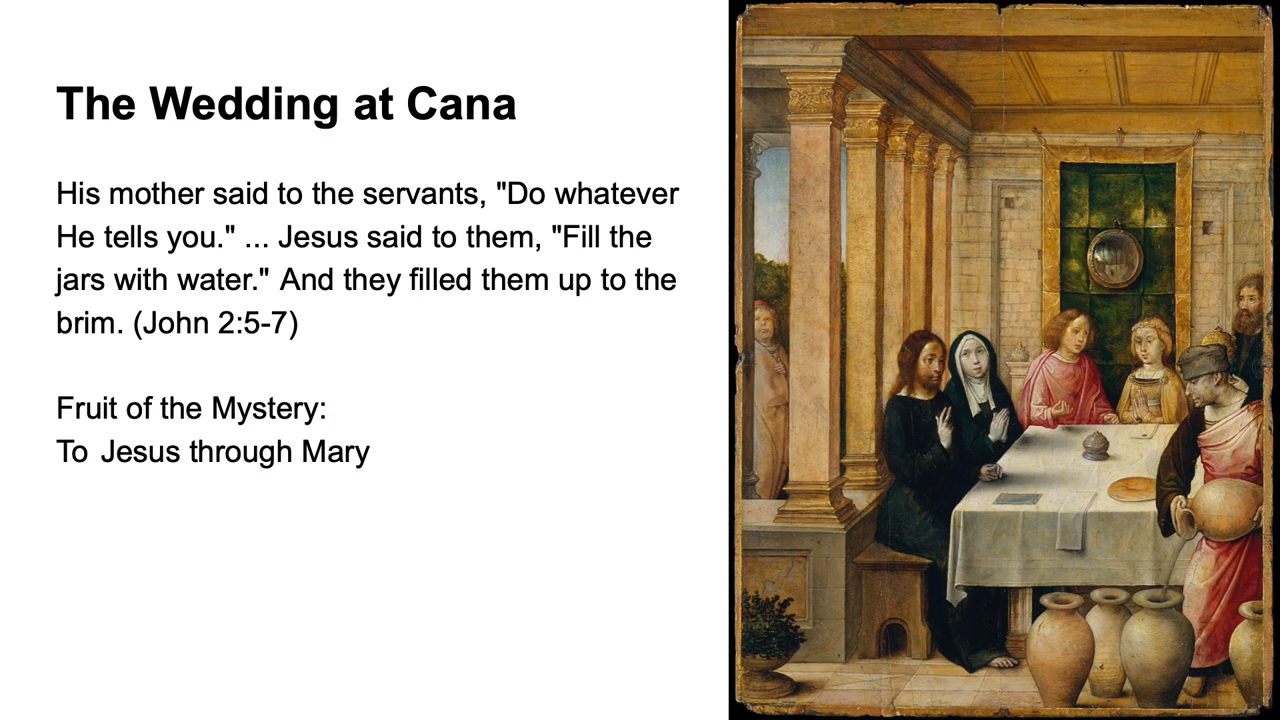 The Wedding at Cana
His mother said to the servants, "Do whatever
He tells you." ... Jesus said to them, "Fill the
jars with water." And they filled them up to the
brim. (John 2:5-7)
Fruit of the Mystery:
To Jesus through Mary